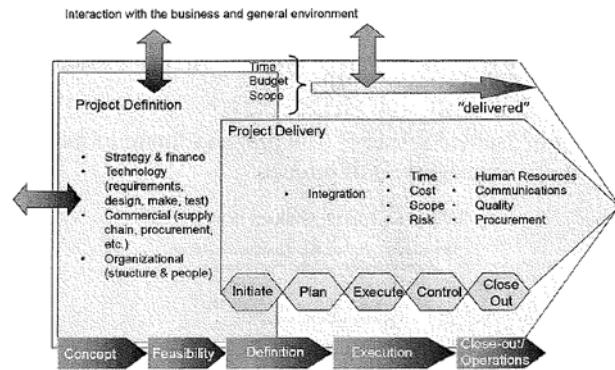 Interaction with the business and general environment
Time
Budget
Scope
"delivered"
Project Definition
• Strategy & finance
• Technology
(requirements,
design, make, test)
• Commercial (supply
chain, procurement,
etc.)
• Organizational
(structure & people)
Project Delivery
• Integration
• Time
• Cost
• Scope
• Risk
• Human Resources
• Communications
• Quality
• Procurement
Initiate
Plan
Execute
Control
Close
Out
Concept
Feasibility
Definition
Execution
Close-out/
Operations